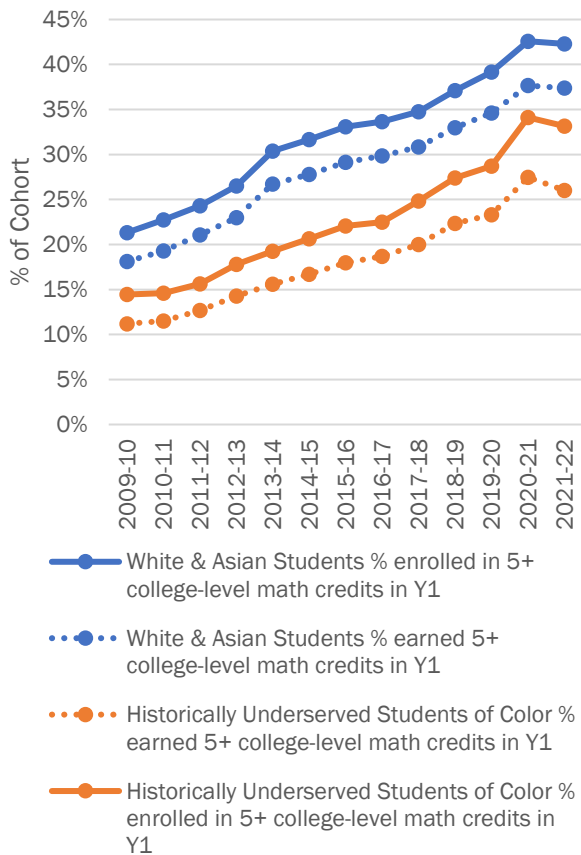 45%
40%
35%
30%
25%
20%
15%
10%
5%
0%
% of Cohort
2009-10
2010-11
2011-12
2012-13
2013-14
2014-15
2015-16
2016-17
2017-18
2018-19
2019-20
2020-21
2021-22
White & Asian Students % enrolled in 5+
college-level math credits in Y1
White & Asian Students % earned 5+
college-level math credits in Y1
Historically Underserved Students of Color %
earned 5+ college-level math credits in Y1
Historically Underserved Students of Color %
enrolled in 5+ college-level math credits in
Y1